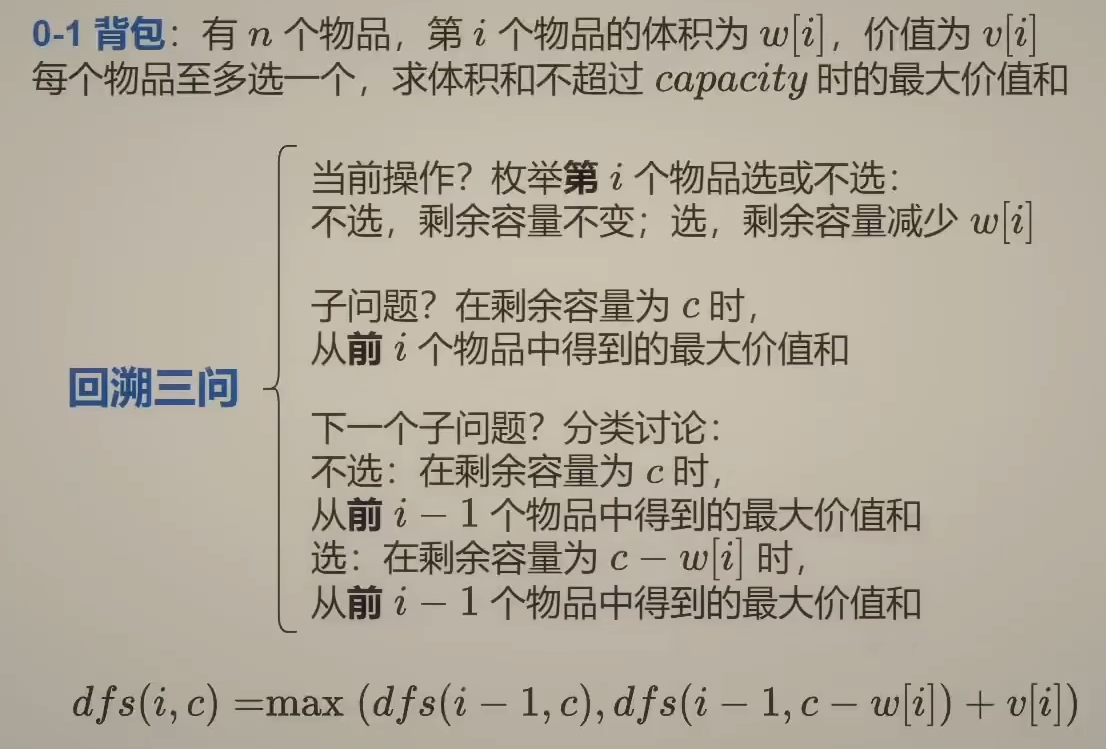 0-1 背包：有 n 个物品，第 i 个物品的体积为 w[i]，价值为 v[i]
每个物品至多选一个，求体积和不超过 capacity 时的最大价值和
当前操作？枚举第 i 个物品选或不选：
不选，剩余容量不变；选，剩余容量减少 w[i]
子问题？在剩余容量为 c 时，
从前 i 个物品中得到的最大价值和
回溯三问
下一个子问题？分类讨论：
不选：在剩余容量为 c 时，
从前 i − 1 个物品中得到的最大价值和
选：在剩余容量为 c − w[i] 时，
从前 i − 1 个物品中得到的最大价值和
dfs(i, c) =max (dfs(i − 1, c), dfs(i − 1, c − w[i]) + v[i])